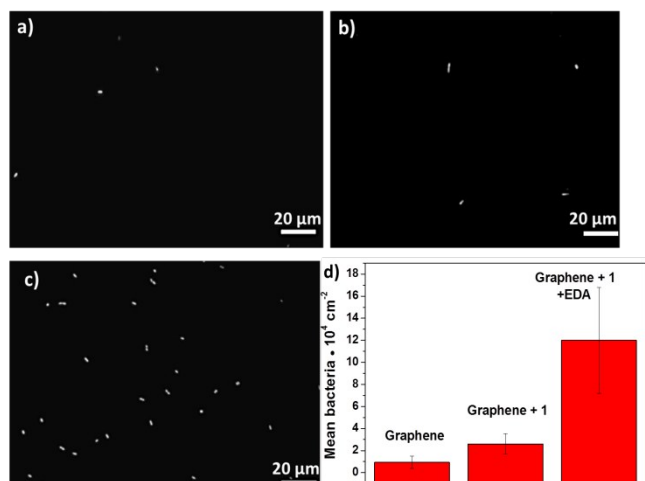 a)
20 µm
b)
20 µm
c)
20 µm
d)
Mean bacteria • 10⁴ cm⁻²
18
16
14
12
10
8
6
4
2
0
Graphene
Graphene + 1
Graphene + 1
+EDA